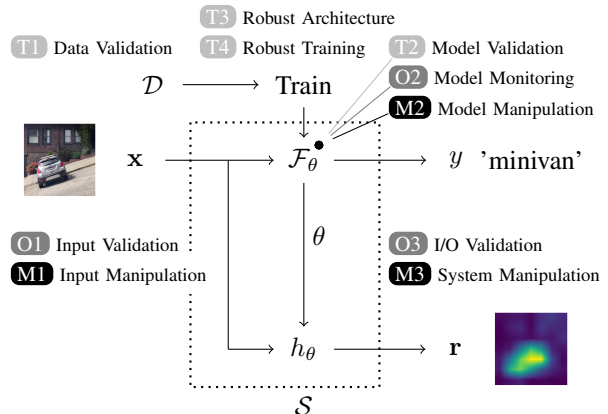 T3 Robust Architecture
T1 Data Validation
T4 Robust Training
T2 Model Validation
𝒟
Train
O2 Model Monitoring
M2 Model Manipulation
x
ℱθ
y 'minivan'
O1 Input Validation
θ
O3 I/O Validation
M1 Input Manipulation
M3 System Manipulation
hθ
r
𝒮